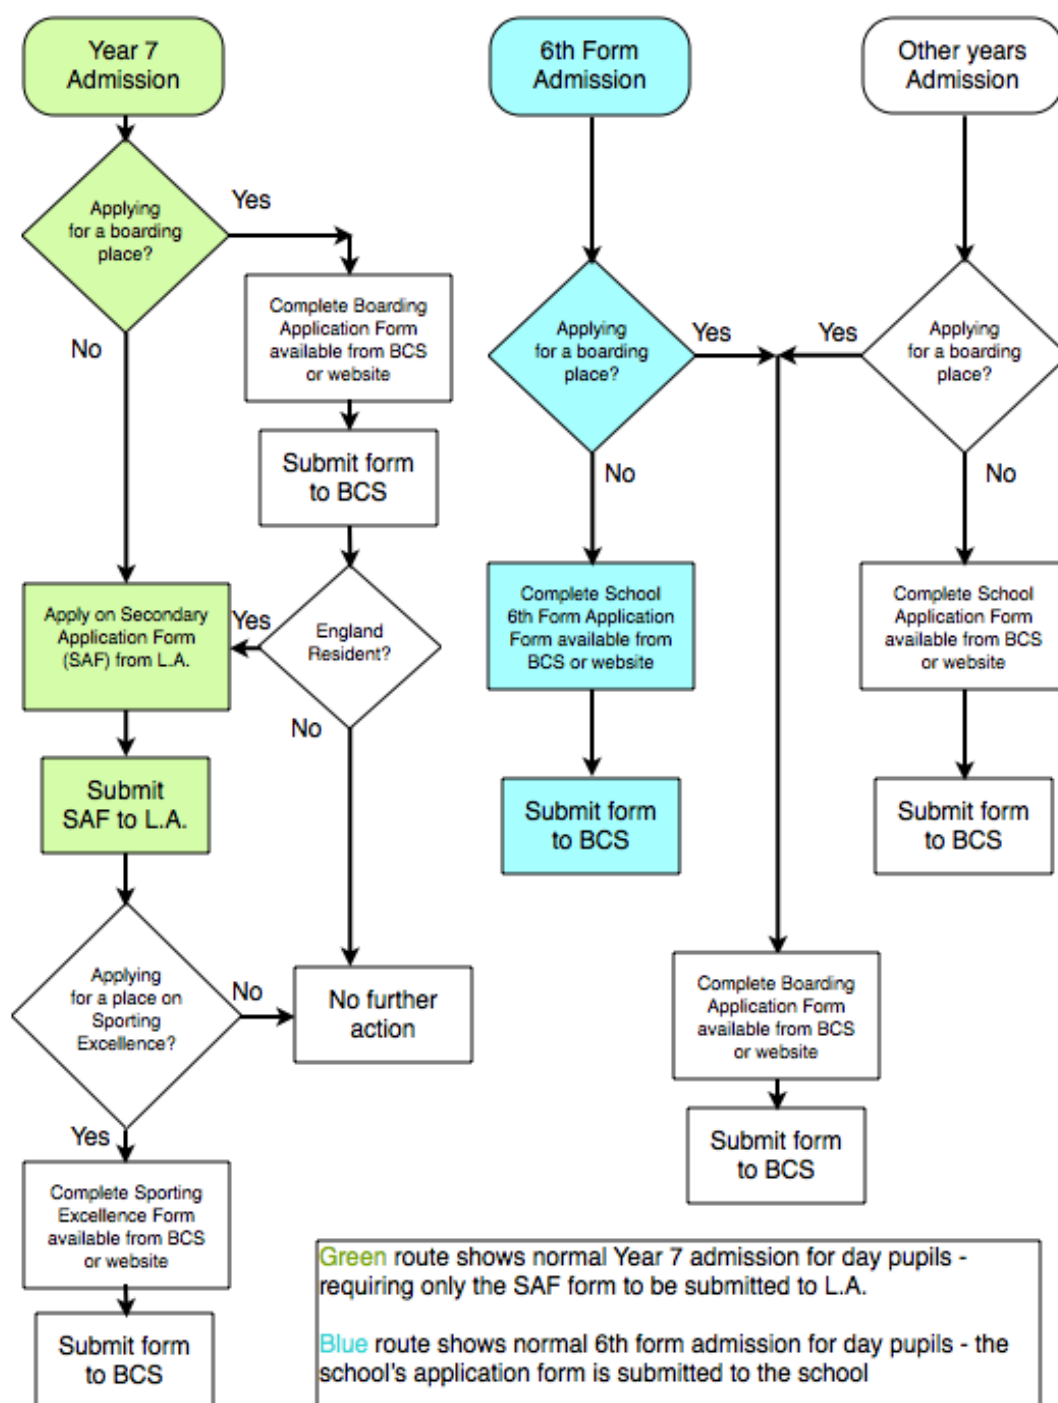 Year 7
Admission
6th Form
Admission
Other years
Admission
Applying
for a boarding
place?
Yes
No
Complete Boarding
Application Form
available from BCS
or website
Submit form
to BCS
England
Resident?
Yes
No
Apply on Secondary
Application Form
(SAF) from L.A.
Submit
SAF to L.A.
Applying
for a place on
Sporting
Excellence?
No
No further
action
Yes
Complete Sporting
Excellence Form
available from BCS
or website
Submit form
to BCS
Applying
for a boarding
place?
Yes
No
Complete School
6th Form Application
Form available from
BCS or website
Submit form
to BCS
Applying
for a boarding
place?
Yes
No
Complete School
Application Form
available from BCS
or website
Submit form
to BCS
Complete Boarding
Application Form
available from BCS
or website
Submit form
to BCS
Green route shows normal Year 7 admission for day pupils -
requiring only the SAF form to be submitted to L.A.
Blue route shows normal 6th form admission for day pupils - the
school's application form is submitted to the school